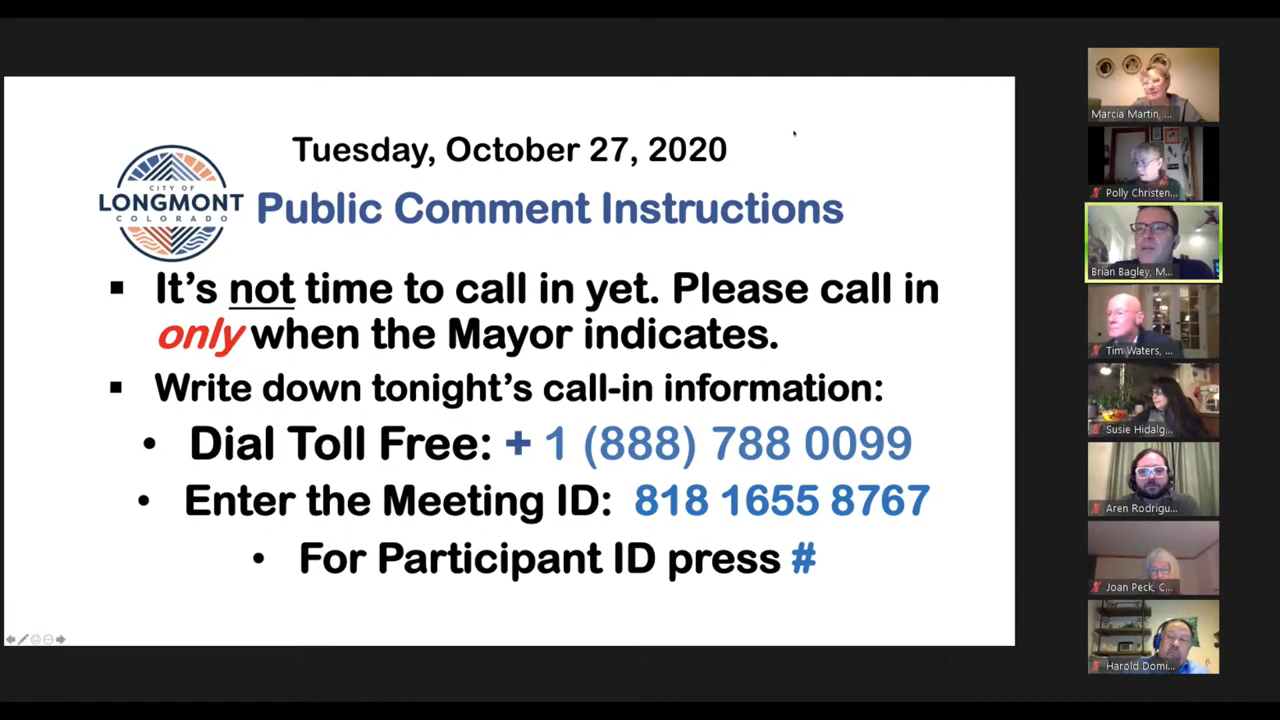 Tuesday, October 27, 2020
CITY OF
LONGMONT
COLORADO
Public Comment Instructions
▪ It's not time to call in yet. Please call in
only when the Mayor indicates.
▪ Write down tonight's call-in information:
• Dial Toll Free: + 1 (888) 788 0099
• Enter the Meeting ID: 818 1655 8767
• For Participant ID press #
Marcia Martin, ...
Polly Christen...
Brian Bagley, M...
Tim Waters, ...
Susie Hidalg...
Aren Rodrigu...
Joan Peck, C...
Harold Domi...